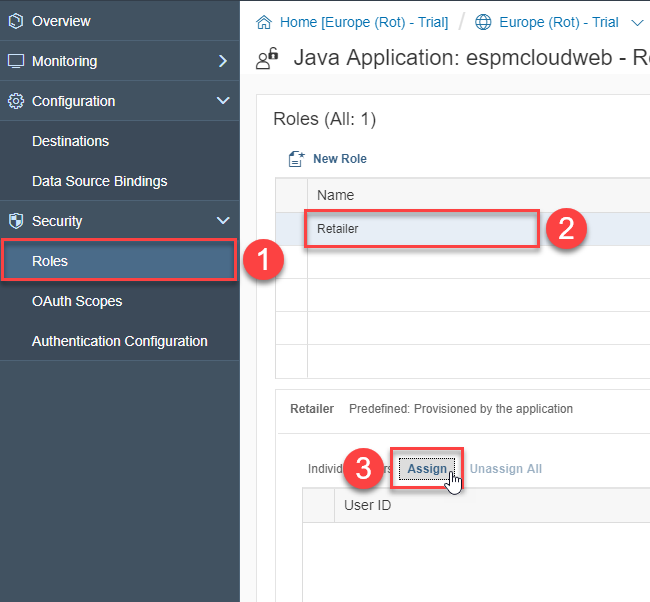 Overview
Monitoring
Configuration
Destinations
Data Source Bindings
Security
Roles
OAuth Scopes
Authentication Configuration
Home [Europe (Rot) - Trial] / Europe (Rot) - Trial
Java Application: espmcloudweb - R
Roles (All: 1)
New Role
Name
Retailer
1
2
Retailer Predefined: Provisioned by the application
3 Assign Unassign All
User ID